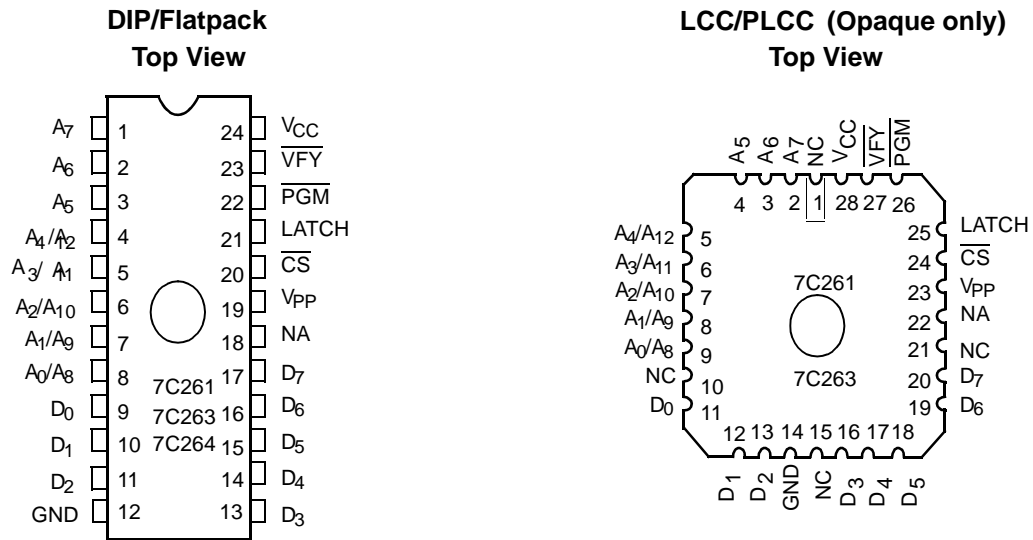 DIP/Flatpack
Top View
A7 1 24 VCC
A6 2 23 VFY
A5 3 22 PGM
A4/A12 4 21 LATCH
A3/A11 5 20 CS
A2/A10 6 19 VPP
A1/A9 7 18 NA
A0/A8 8 17 D7
7C261
D0 9 16 D6
7C263
D1 10 15 D5
7C264
D2 11 14 D4
GND 12 13 D3
LCC/PLCC (Opaque only)
Top View
A5 A6 A7 NC VCC VFY PGM
4 3 2 1 28 27 26
A4/A12 5 25 LATCH
A3/A11 6 24 CS
A2/A10 7 23 VPP
A1/A9 8 22 NA
A0/A8 9 21 NC
NC 10 20 D7
D0 11 19 D6
7C261
7C263
12 13 14 15 16 17 18
D1 D2 GND NC D3 D4 D5